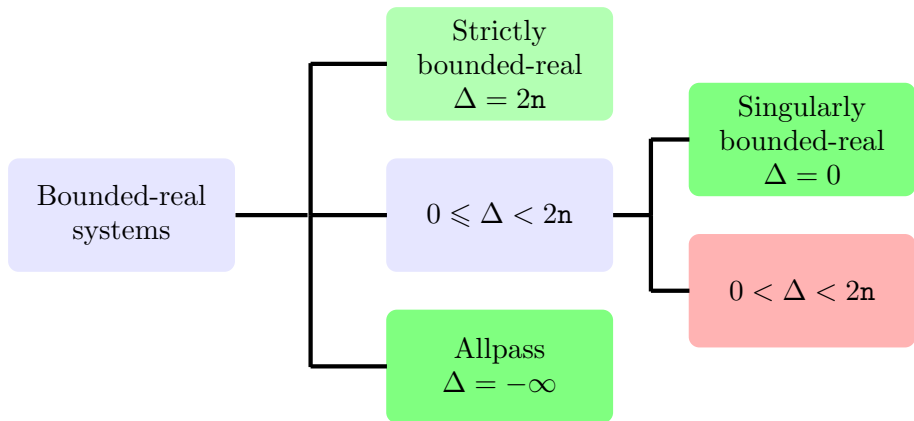 Strictly
bounded-real
Δ = 2n
Singularly
bounded-real
Δ = 0
Bounded-real
systems
0 ⩽ Δ < 2n
0 < Δ < 2n
Allpass
Δ = −∞